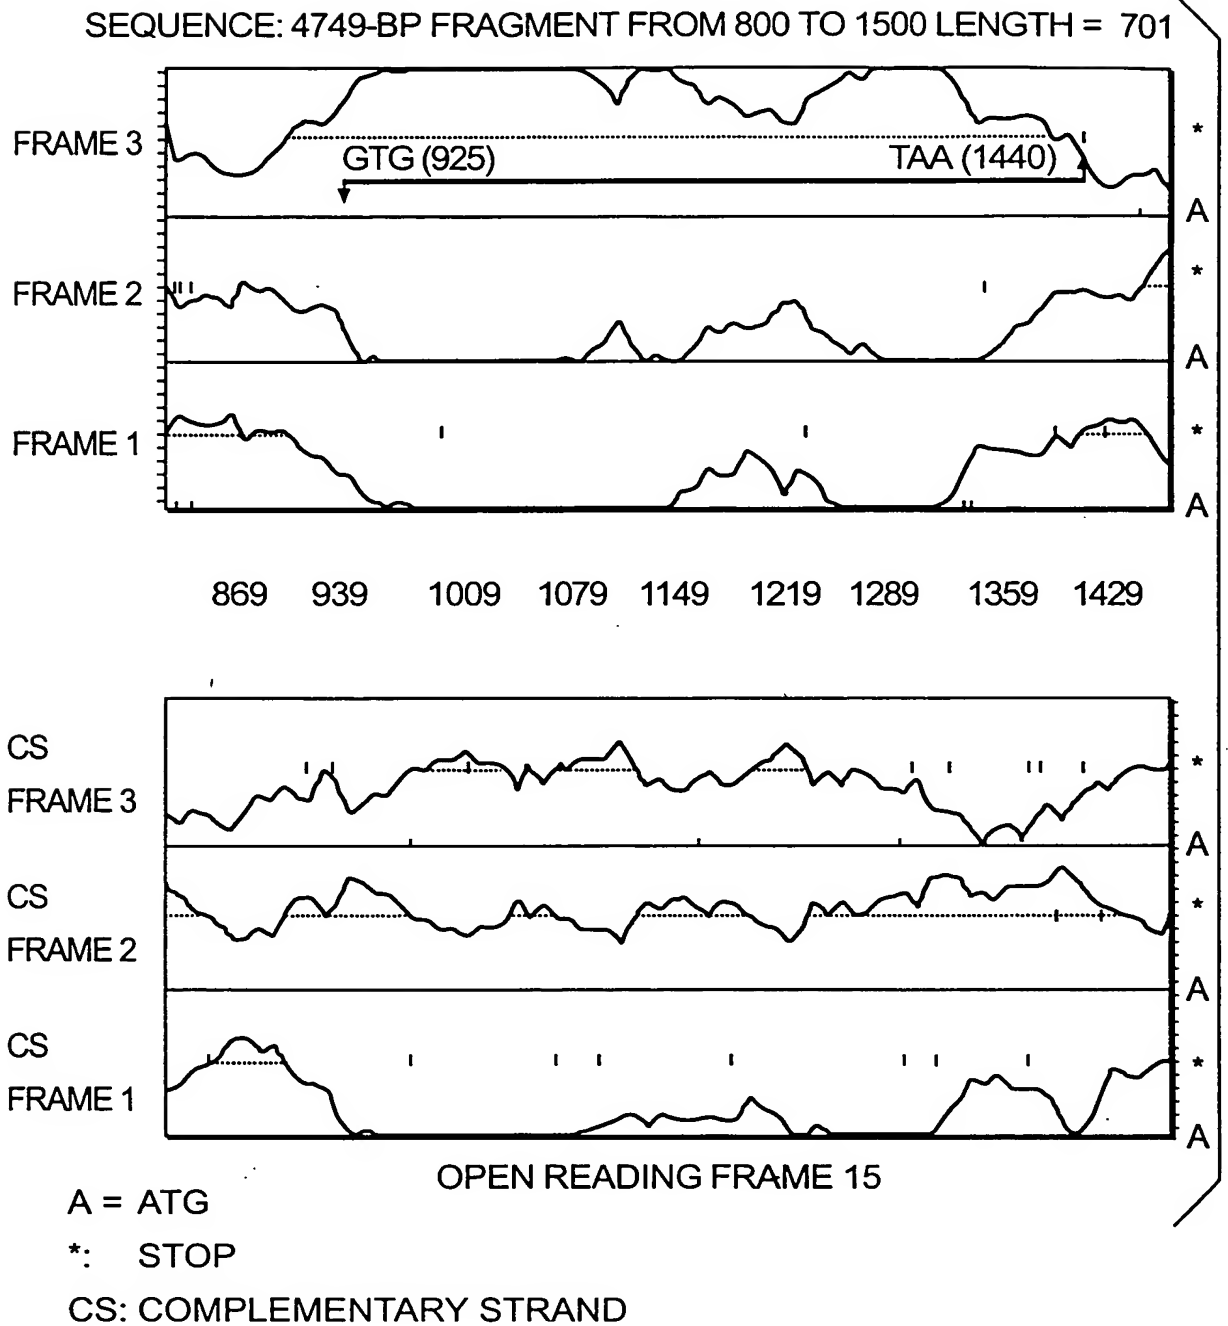 SEQUENCE: 4749-BP FRAGMENT FROM 800 TO 1500 LENGTH = 701
FRAME 3
*
GTG (925)
TAA (1440)
A
FRAME 2
*
A
FRAME 1
*
A
869 939 1009 1079 1149 1219 1289 1359 1429
CS
FRAME 3
*
A
CS
FRAME 2
*
A
CS
FRAME 1
*
A
OPEN READING FRAME 15
A = ATG
*: STOP
CS: COMPLEMENTARY STRAND